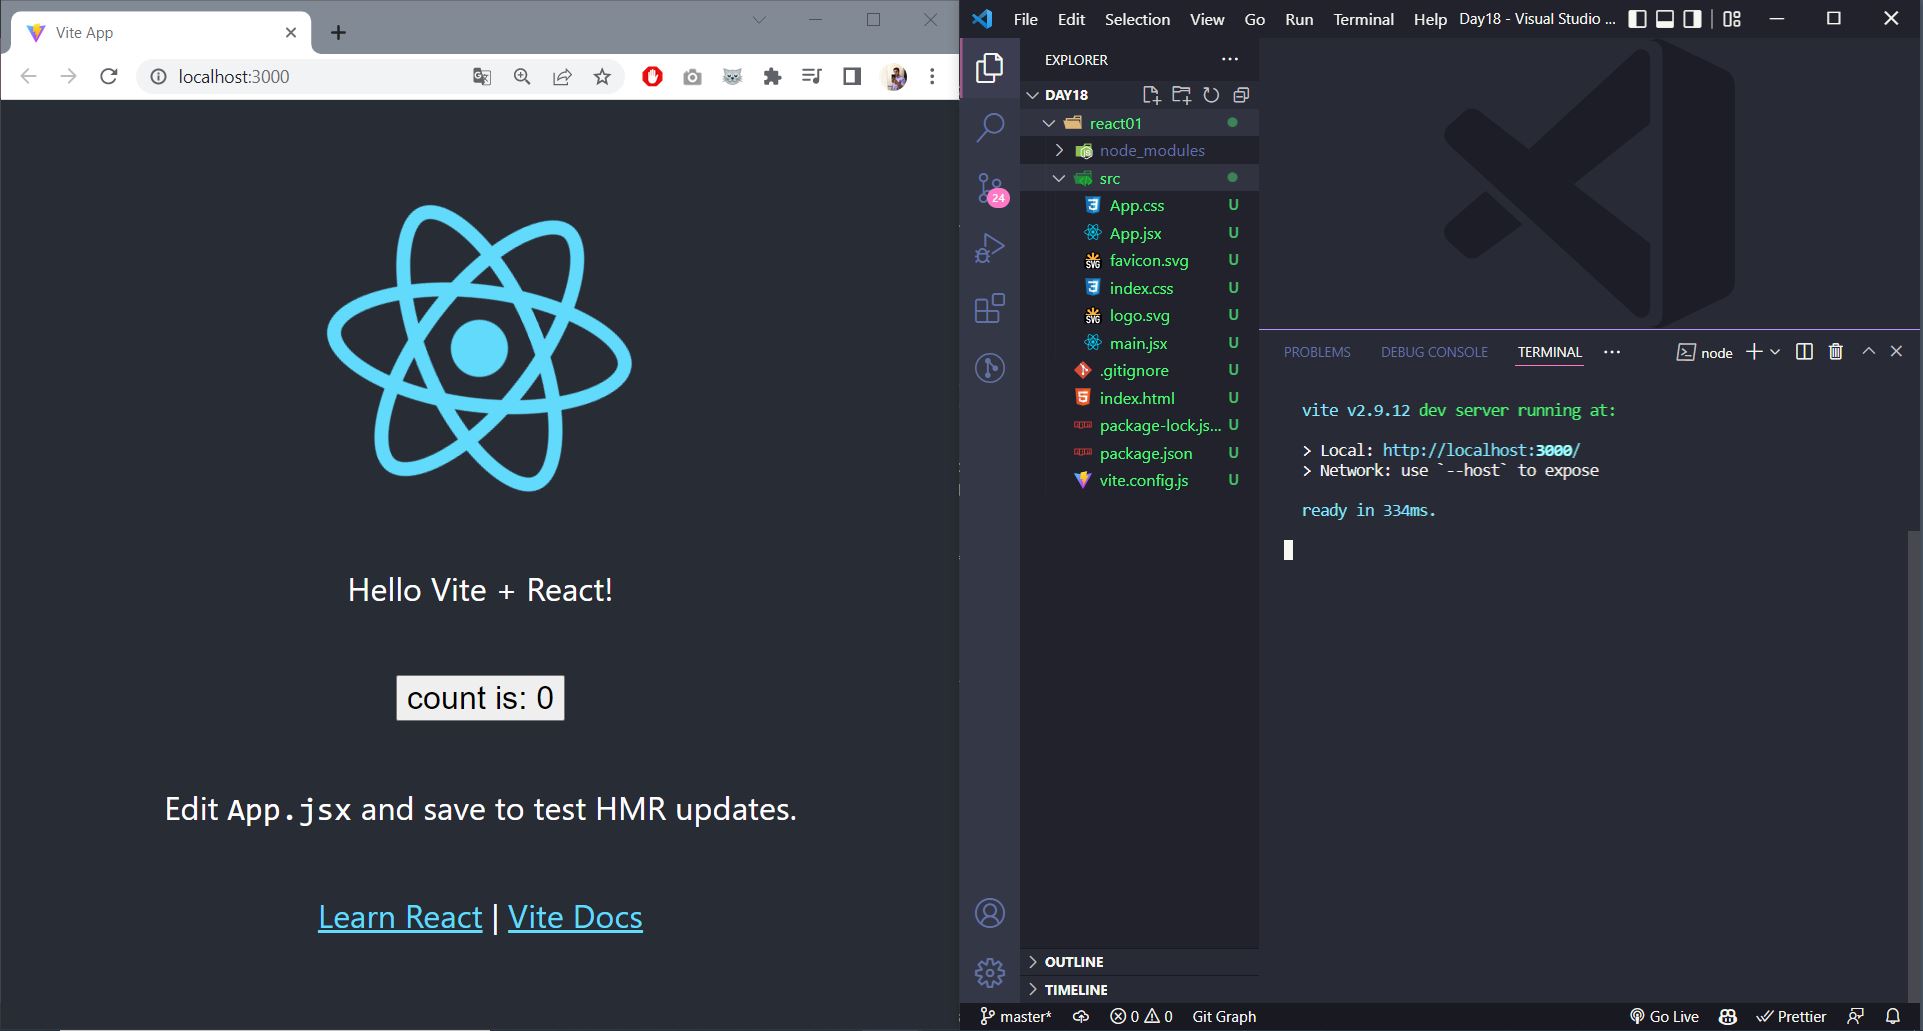 Vite App
localhost:3000
Hello Vite + React!
count is: 0
Edit App.jsx and save to test HMR updates.
Learn React | Vite Docs
File Edit Selection View Go Run Terminal Help Day18 - Visual Studio ...
EXPLORER
DAY18
react01
node_modules
src
App.css U
App.jsx U
favicon.svg U
index.css U
logo.svg U
main.jsx U
.gitignore U
index.html U
package-lock.js... U
package.json U
vite.config.js U
24
OUTLINE
TIMELINE
PROBLEMS DEBUG CONSOLE TERMINAL ... node
vite v2.9.12 dev server running at:
> Local: http://localhost:3000/
> Network: use `--host` to expose
ready in 334ms.
master* 0 0 Git Graph Go Live Prettier